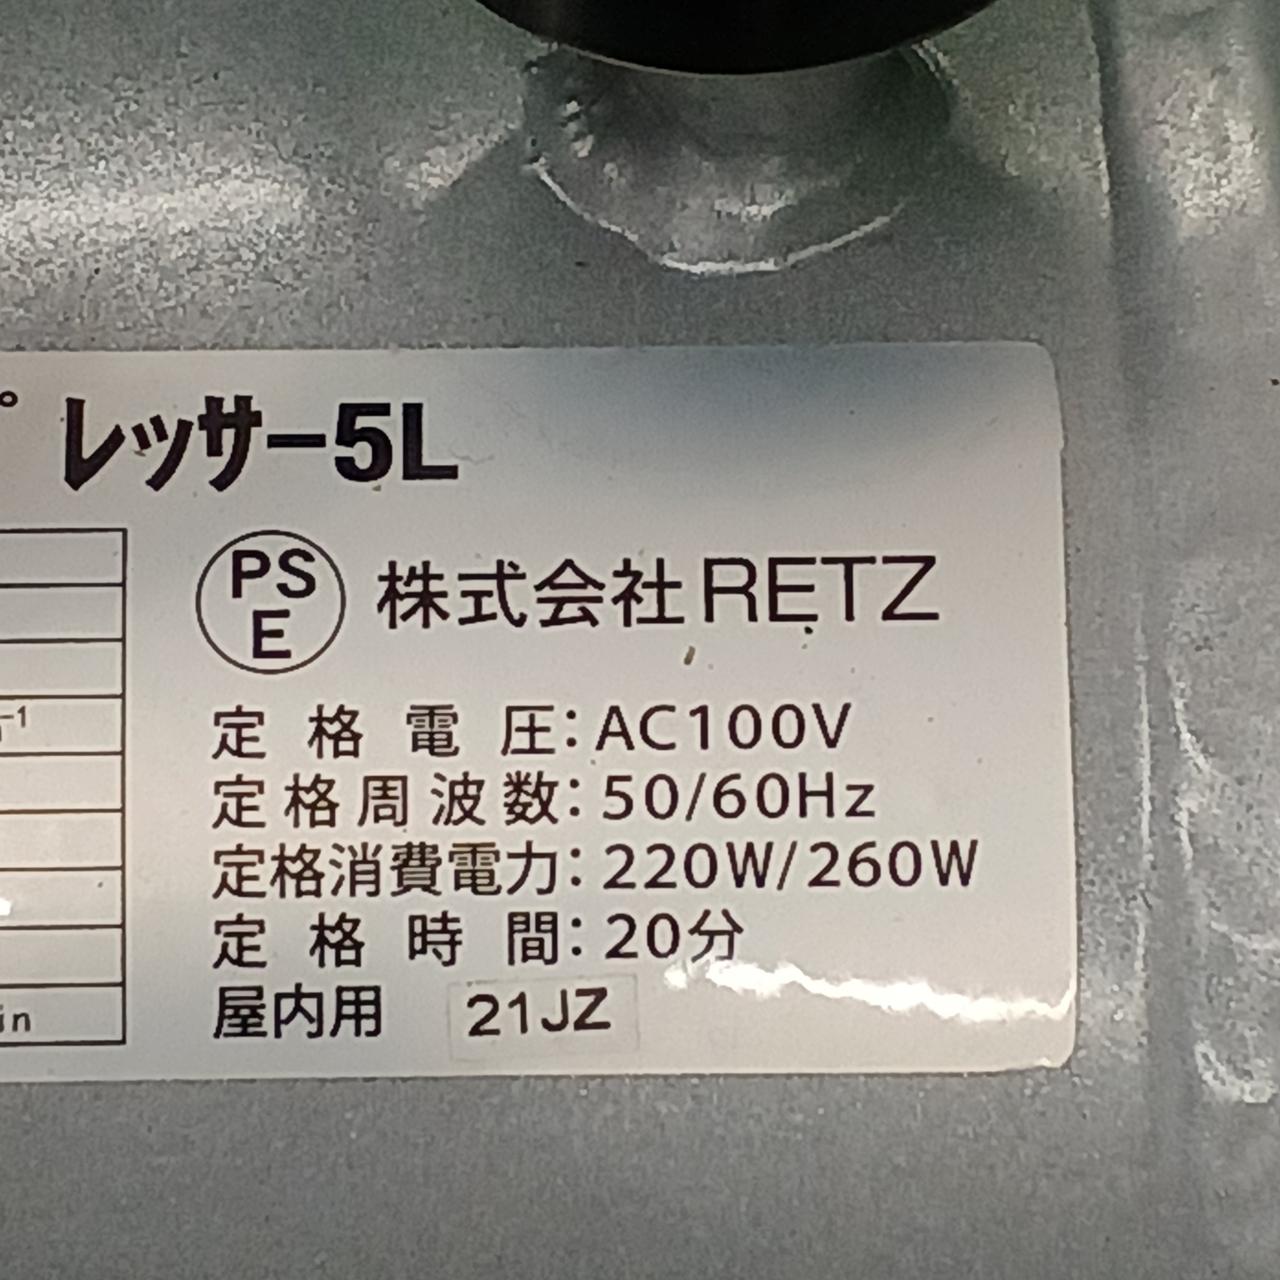 レッサー5L
PS
E
株式会社RETZ
定格電圧：AC100V
定格周波数：50/60Hz
定格消費電力：220W/260W
定格時間：20分
屋内用 21JZ
-1
in